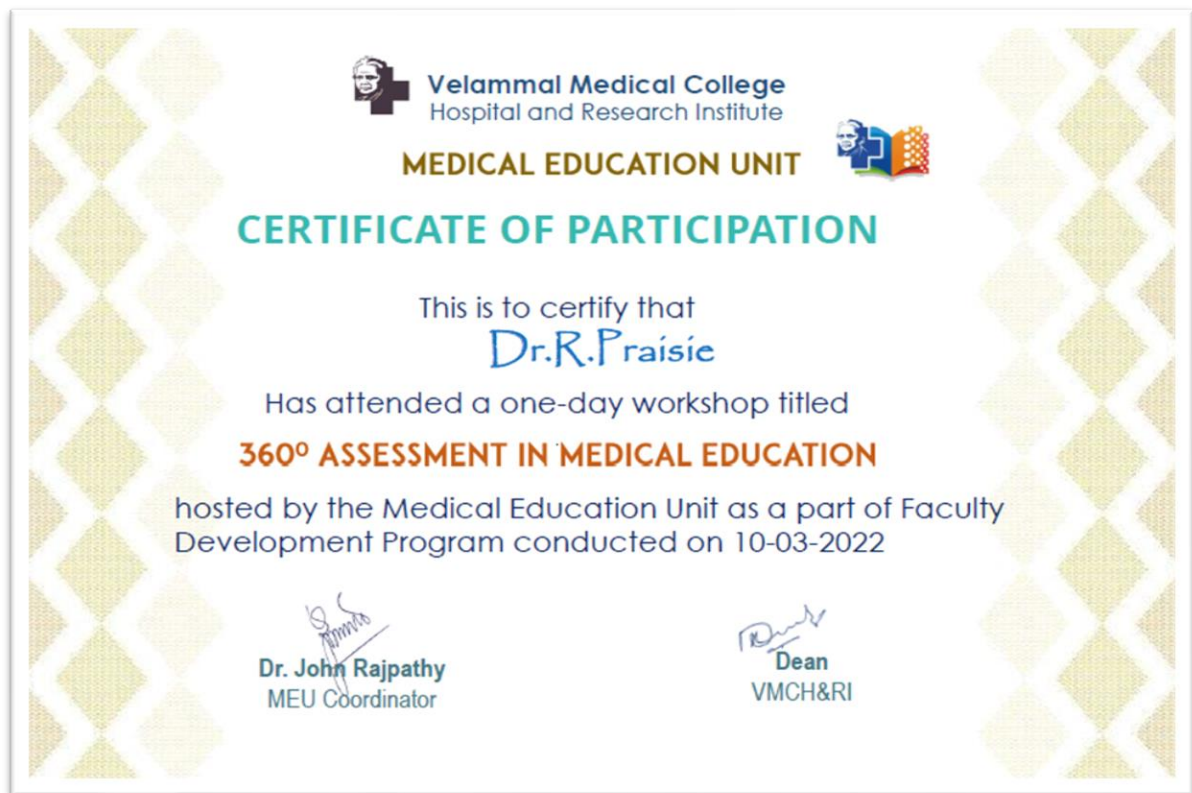 Velammal Medical College
Hospital and Research Institute
MEDICAL EDUCATION UNIT
CERTIFICATE OF PARTICIPATION
This is to certify that
Dr.R.Praisie
Has attended a one-day workshop titled
360⁰ ASSESSMENT IN MEDICAL EDUCATION
hosted by the Medical Education Unit as a part of Faculty
Development Program conducted on 10-03-2022
Dr. John Rajpathy
MEU Coordinator
Dean
VMCH&RI